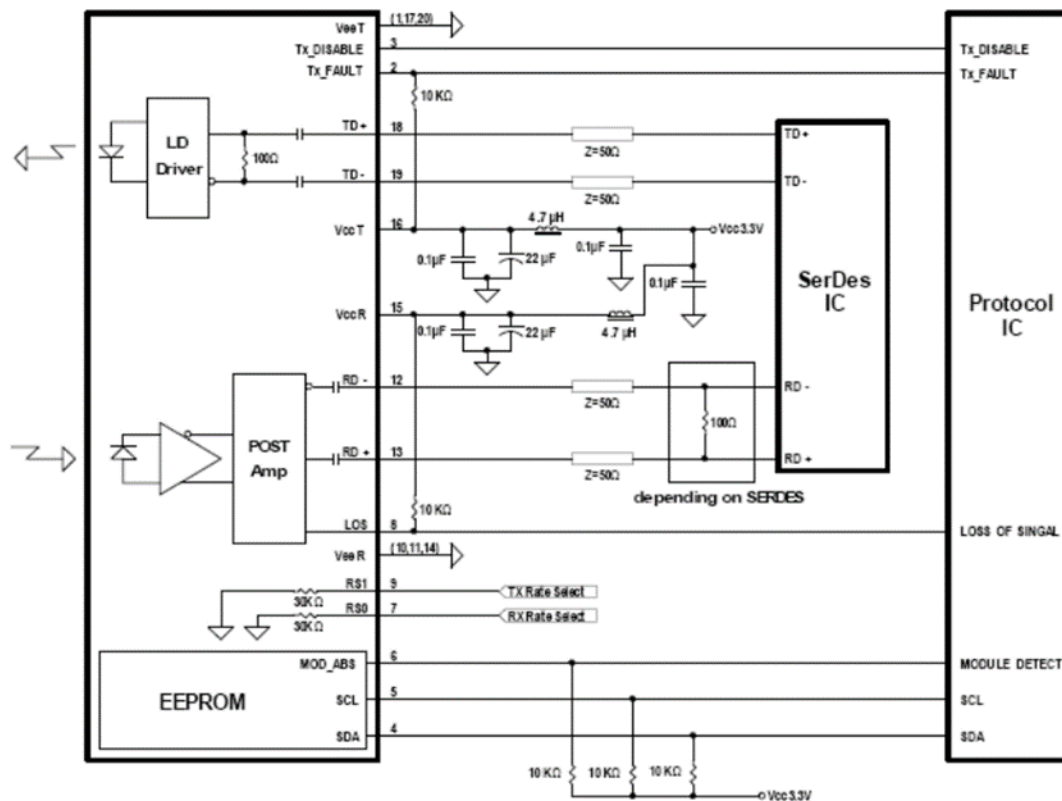 VeeT (1,17,20)
Tx_DISABLE 3 Tx_DISABLE
Tx_FAULT 2 Tx_FAULT
10 KΩ
LD
Driver
100Ω
TD+ 18 Z=50Ω TD+
TD- 19 Z=50Ω TD-
VccT 16 4.7 µH Vcc3.3V
0.1µF 22 µF 0.1µF 0.1µF
SerDes
IC
Protocol
IC
VccR 15
0.1µF 22 µF 4.7 µH
RD - 12 Z=50Ω RD -
100Ω
POST
Amp
RD + 13 Z=50Ω RD +
depending on SERDES
10 KΩ
LOS 8 LOSS OF SINGAL
VeeR (10,11,14)
RS1 9 TX Rate Select
30KΩ
RS0 7 RX Rate Select
30KΩ
MOD_ABS 6 MODULE DETECT
EEPROM
SCL 5 SCL
SDA 4 SDA
10 KΩ 10 KΩ 10 KΩ
Vcc3.3V